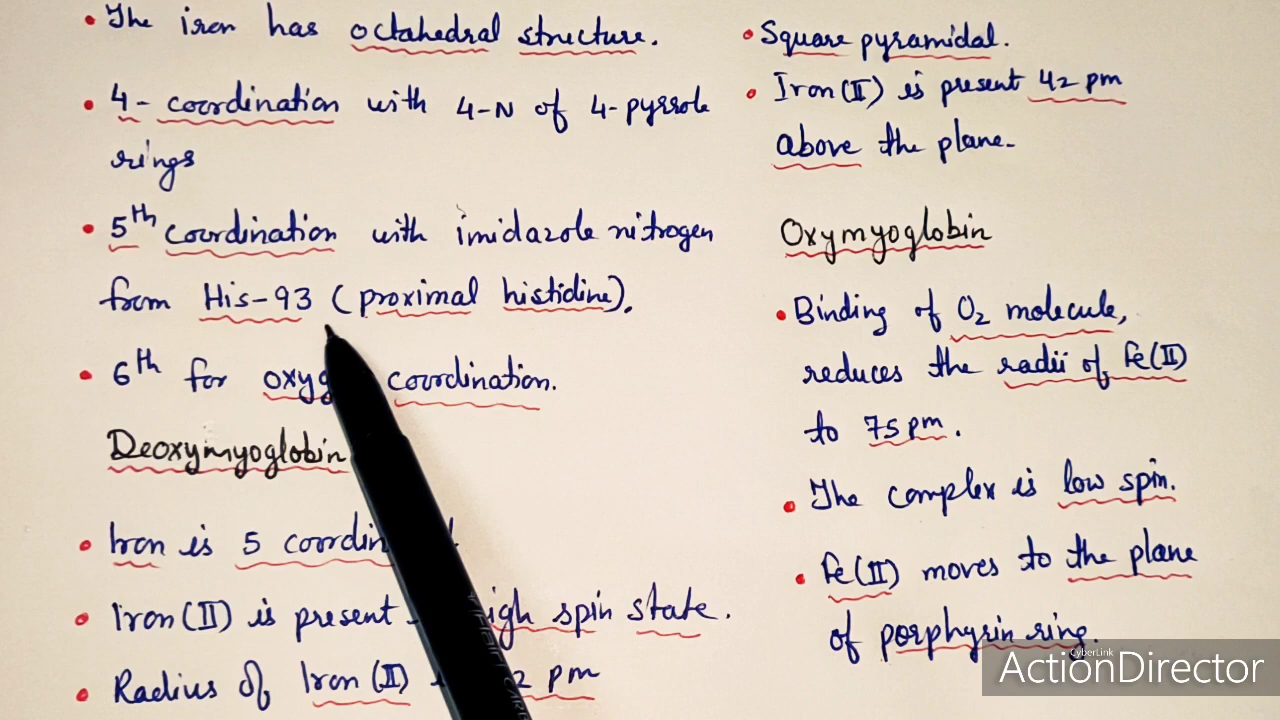 • The iron has octahedral structure.
• 4- coordination with 4-N of 4-pyrrole
rings
• 5th coordination with imidazole nitrogen
from His-93 (proximal histidine).
• 6th for oxyg coordination.
Deoxymyoglobin
• Iron is 5 coordin
• Iron(II) is present high spin state.
• Radius of Iron(II) 2 pm
• Square pyramidal.
• Iron(II) is present 42 pm
above the plane.
Oxymyoglobin
• Binding of O2 molecule,
reduces the radii of Fe(II)
to 75pm.
• The complex is low spin.
• Fe(II) moves to the plane
of porphyrin ring.
CyberLink
ActionDirector